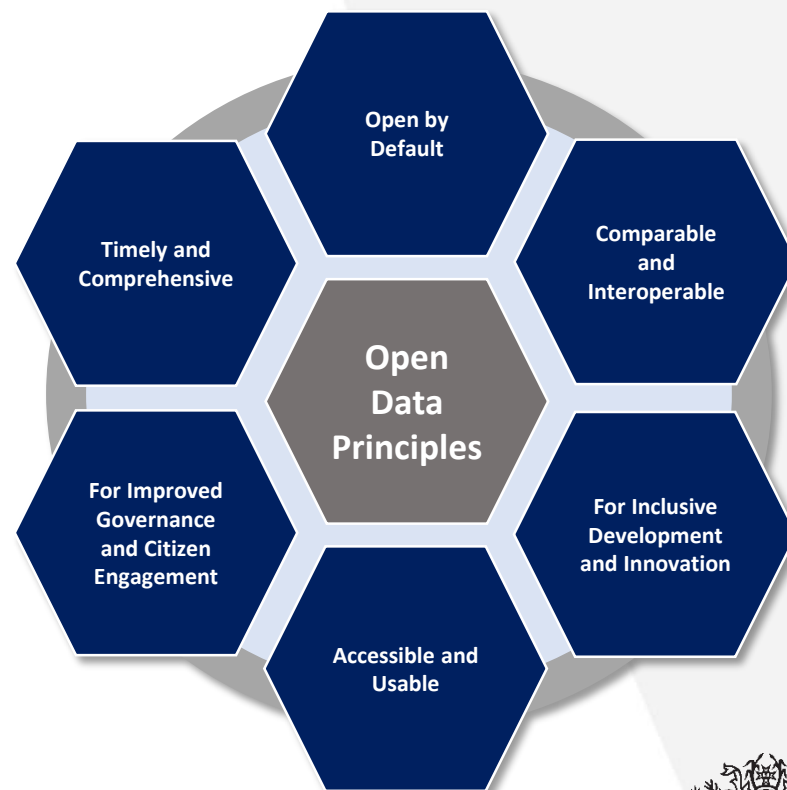 Open by
Default
Timely and
Comprehensive
Comparable
and
Interoperable
Open
Data
Principles
For Improved
Governance
and Citizen
Engagement
For Inclusive
Development
and Innovation
Accessible and
Usable